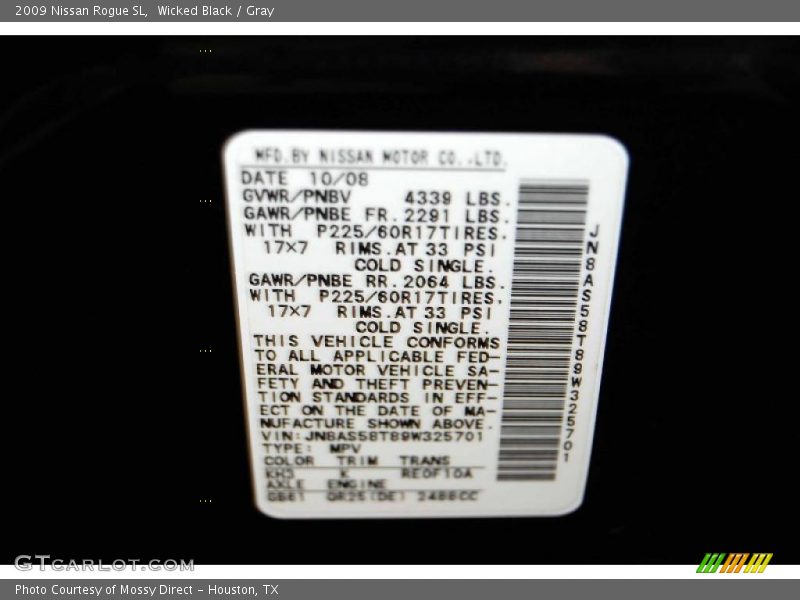 2009 Nissan Rogue SL,  Wicked Black / Gray
MFD.BY NISSAN MOTOR CO.,LTD.
DATE 10/08
GVWR/PNBV 4339 LBS.
GAWR/PNBE FR.2291 LBS.
WITH P225/60R17TIRES.
17×7 RIMS.AT 33 PSI
COLD SINGLE.
GAWR/PNBE RR.2064 LBS.
WITH P225/60R17TIRES.
17×7 RIMS.AT 33 PSI
COLD SINGLE.
THIS VEHICLE CONFORMS
TO ALL APPLICABLE FED-
ERAL MOTOR VEHICLE SA-
FETY AND THEFT PREVEN-
TION STANDARDS IN EFF-
ECT ON THE DATE OF MA-
NUFACTURE SHOWN ABOVE.
VIN:JN8AS58T89W325701
TYPE: MPV
COLOR TRIM TRANS
KH3 K RE0F10A
AXLE ENGINE
GB61 QR25(DE) 2488CC
JN8AS58T89W325701
GTCARLOT.COM
Photo Courtesy of Mossy Direct - Houston, TX